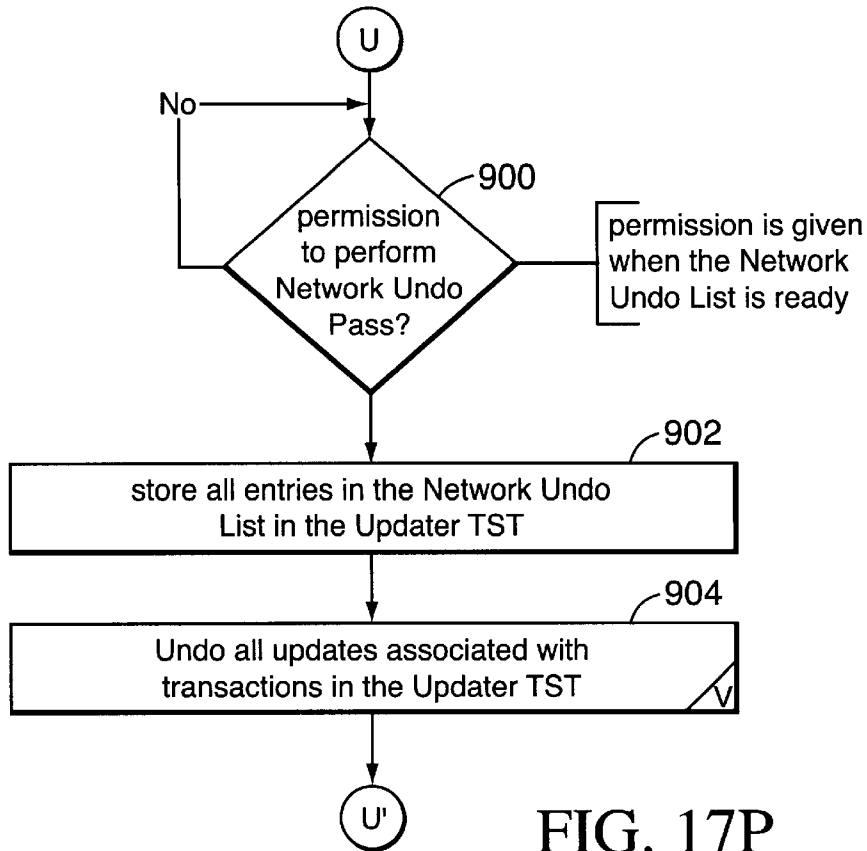 U
No
900
permission
to perform
Network Undo
Pass?
permission is given
when the Network
Undo List is ready
902
store all entries in the Network Undo
List in the Updater TST
904
Undo all updates associated with
transactions in the Updater TST
V
U'
FIG. 17P